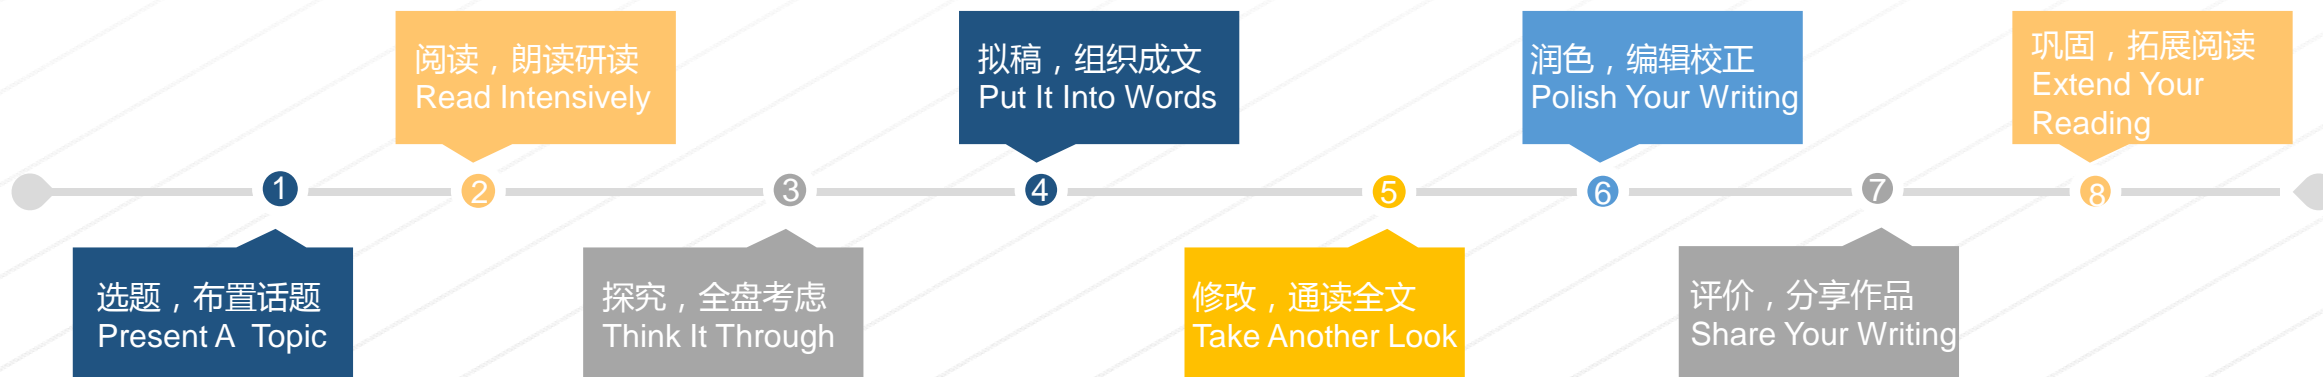 选题，布置话题
Present A  Topic
1
阅读，朗读研读
Read Intensively
2
探究，全盘考虑
Think It Through
3
拟稿，组织成文
Put It Into Words
4
修改，通读全文
Take Another Look
5
润色，编辑校正
Polish Your Writing
6
评价，分享作品
Share Your Writing
7
巩固，拓展阅读
Extend Your
Reading
8